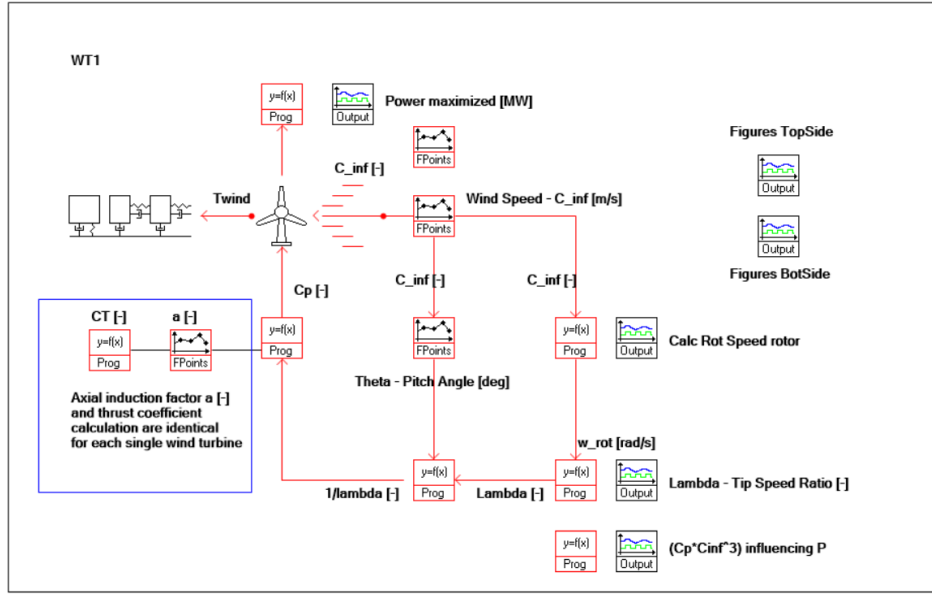 WT1
y=f(x)
Prog
Output
Power maximized [MW]
FPoints
Figures TopSide
Output
C_inf [-]
Twind
FPoints
Wind Speed - C_inf [m/s]
Output
Figures BotSide
Cp [-]
C_inf [-]
C_inf [-]
CT [-]
a [-]
y=f(x)
Prog
FPoints
y=f(x)
Prog
FPoints
y=f(x)
Prog
Output
Calc Rot Speed rotor
Theta - Pitch Angle [deg]
Axial induction factor a [-]
and thrust coefficient
calculation are identical
for each single wind turbine
w_rot [rad/s]
1/lambda [-]
y=f(x)
Prog
Lambda [-]
y=f(x)
Prog
Output
Lambda - Tip Speed Ratio [-]
y=f(x)
Prog
Output
(Cp*Cinf^3) influencing P